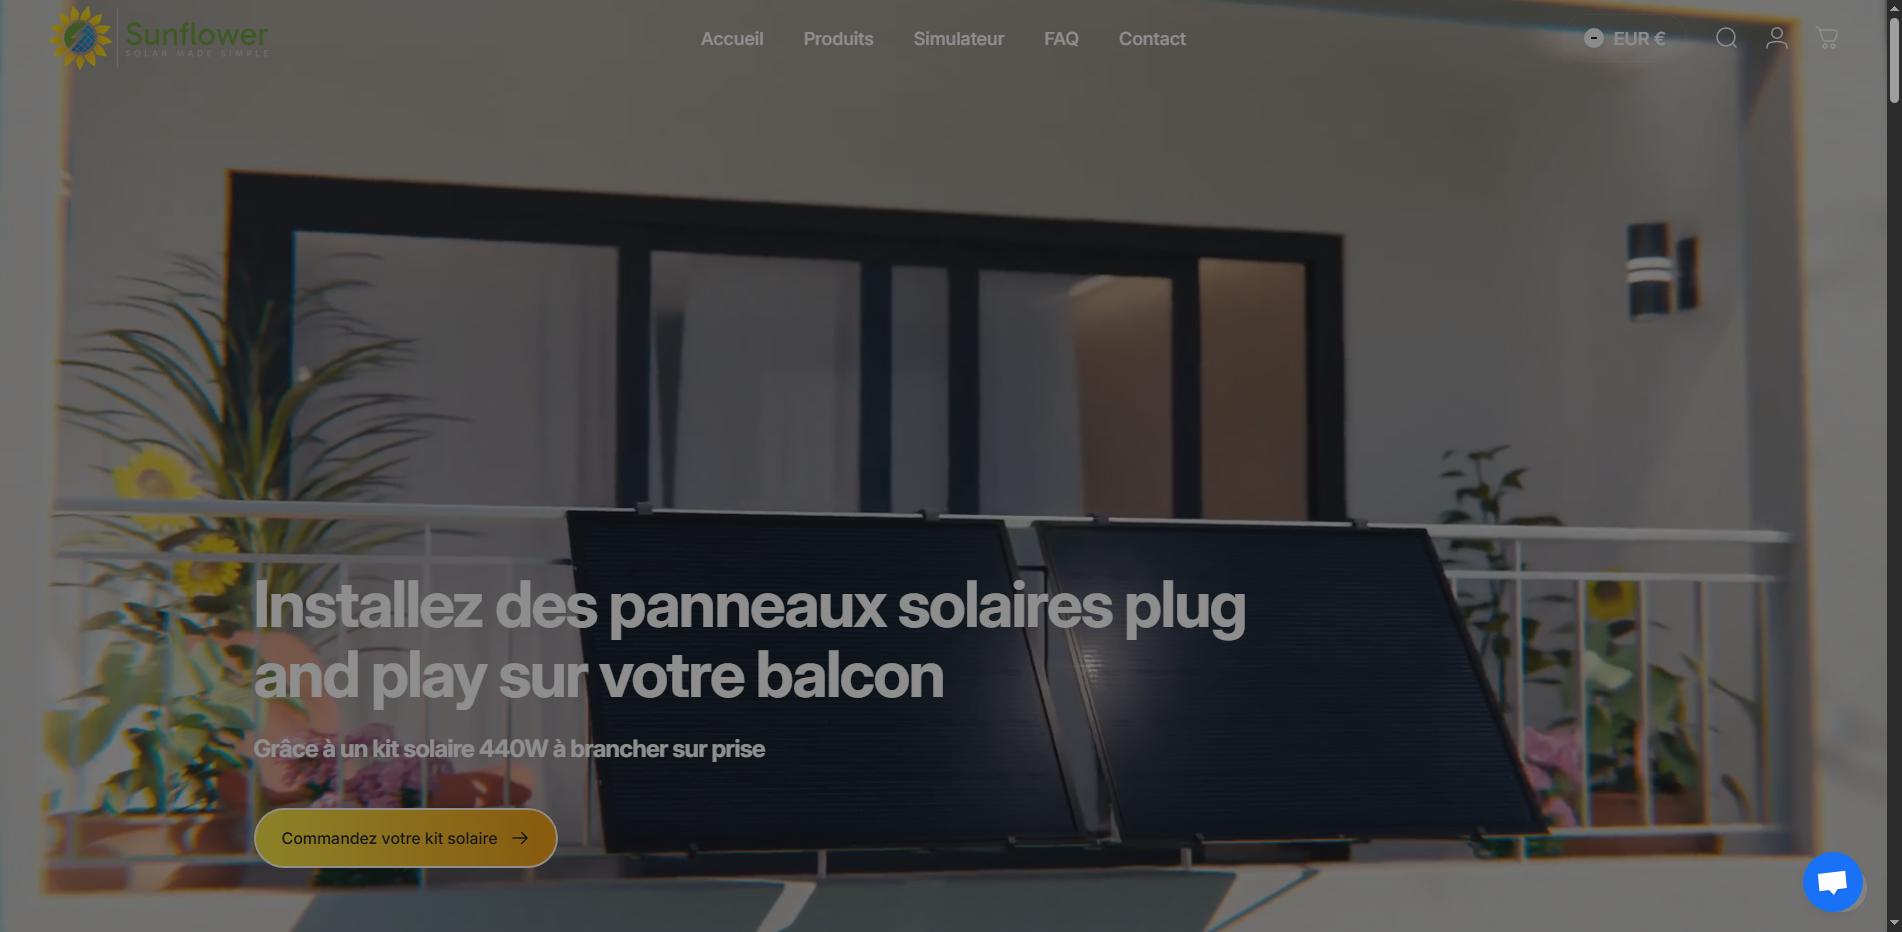 Sunflower
SOLAR MADE SIMPLE
Accueil
Produits
Simulateur
FAQ
Contact
EUR €
Installez des panneaux solaires plug
and play sur votre balcon
Grâce à un kit solaire 440W à brancher sur prise
Commandez votre kit solaire